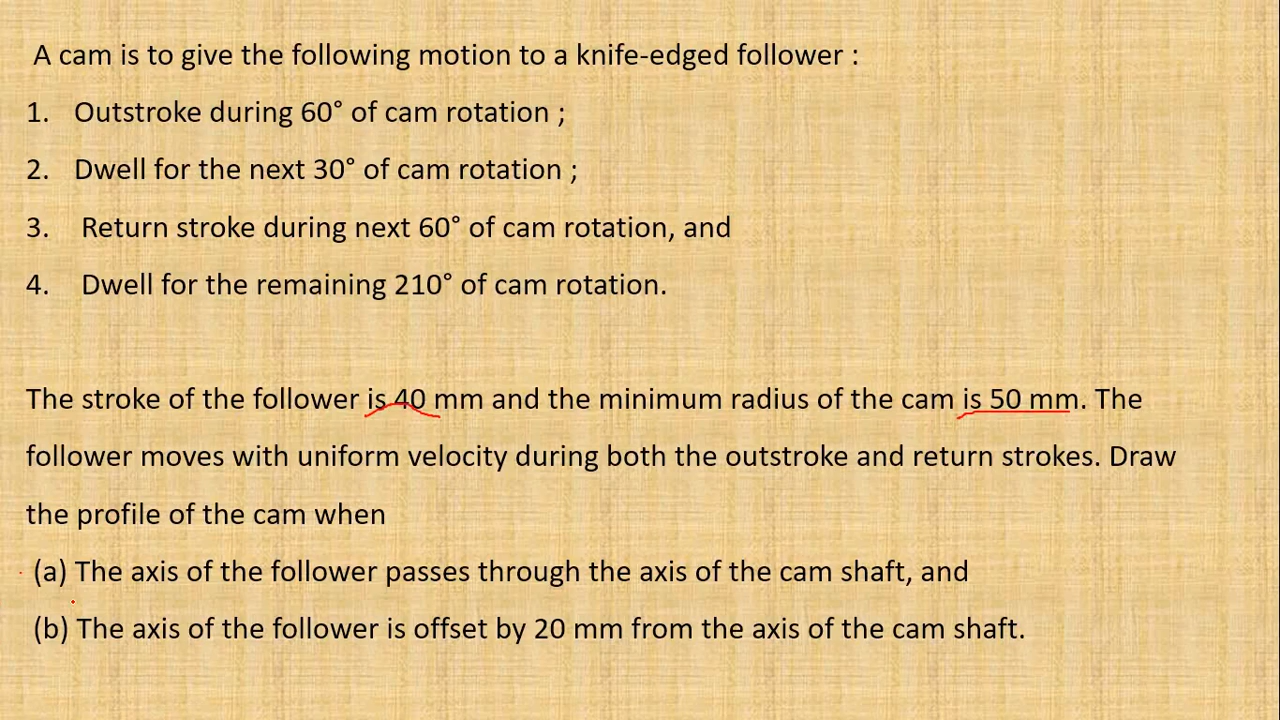 A cam is to give the following motion to a knife-edged follower :
1. Outstroke during 60° of cam rotation ;
2. Dwell for the next 30° of cam rotation ;
3. Return stroke during next 60° of cam rotation, and
4. Dwell for the remaining 210° of cam rotation.
The stroke of the follower is 40 mm and the minimum radius of the cam is 50 mm. The
follower moves with uniform velocity during both the outstroke and return strokes. Draw
the profile of the cam when
(a) The axis of the follower passes through the axis of the cam shaft, and
(b) The axis of the follower is offset by 20 mm from the axis of the cam shaft.